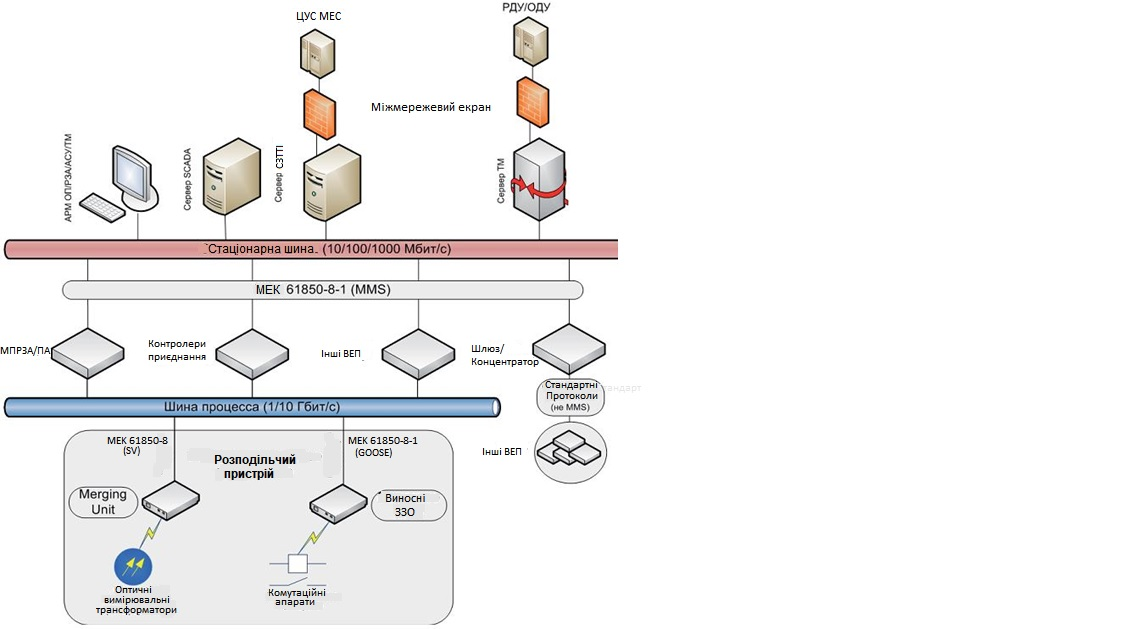 ЦУС МЕС
РДУ/ОДУ
Міжмережевий екран
АРМ ОП/РЗА/АСУ/ТМ
Сервер SCADA
Сервер СЗТТІ
Сервер ТМ
Стаціонарна шина. (10/100/1000 Мбит/с)
МЕК 61850-8-1 (MMS)
МПРЗА/ПА
Контролери
приєднання
Інші ВЕП
Шлюз/
Концентратор
Стандартні
Протоколи
(не MMS)
Шина процесса (1/10 Гбит/с)
МЕК 61850-8
(SV)
МЕК 61850-8-1
(GOOSE)
Розподільчий
пристрій
Інші ВЕП
Merging
Unit
Виносні
ЗЗО
Оптичні
вимірювальні
трансформатори
Комутаційні
апарати